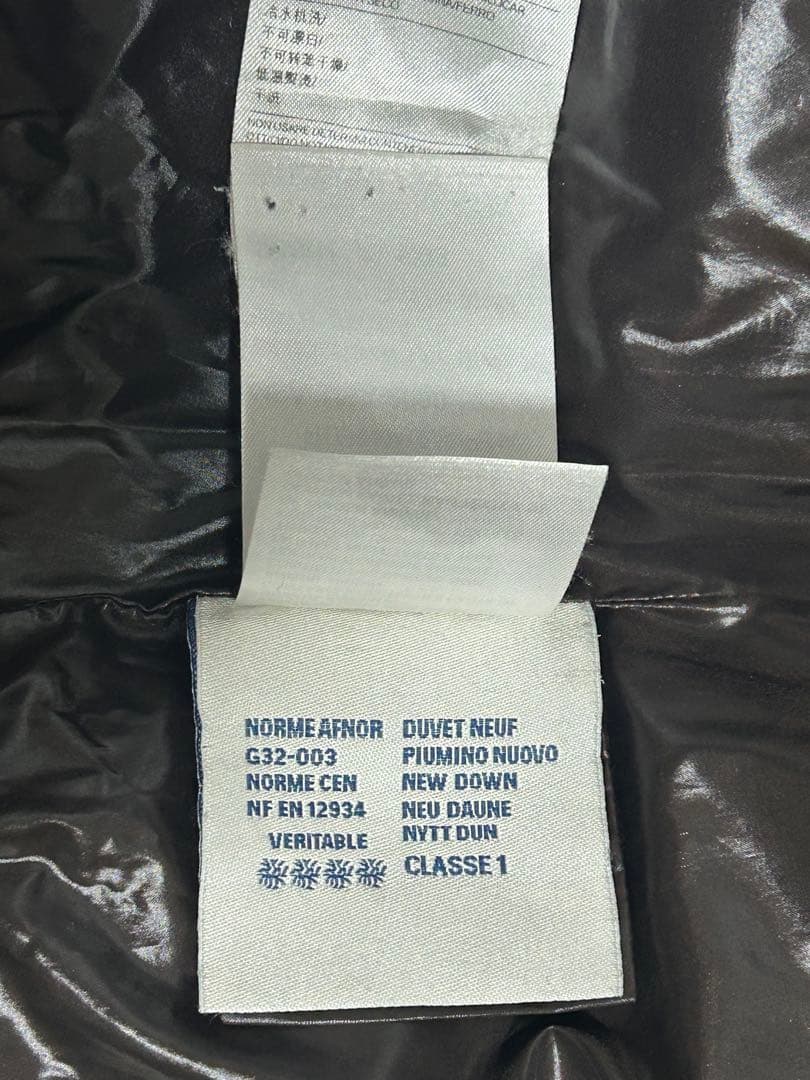 冷水机洗/
不可漂白/
不可转笼干燥/
低温熨烫/
干洗
NORME AFNOR
G32-003
NORME CEN
NF EN 12934
VERITABLE
DUVET NEUF
PIUMINO NUOVO
NEW DOWN
NEU DAUNE
NYTT DUN
CLASSE 1